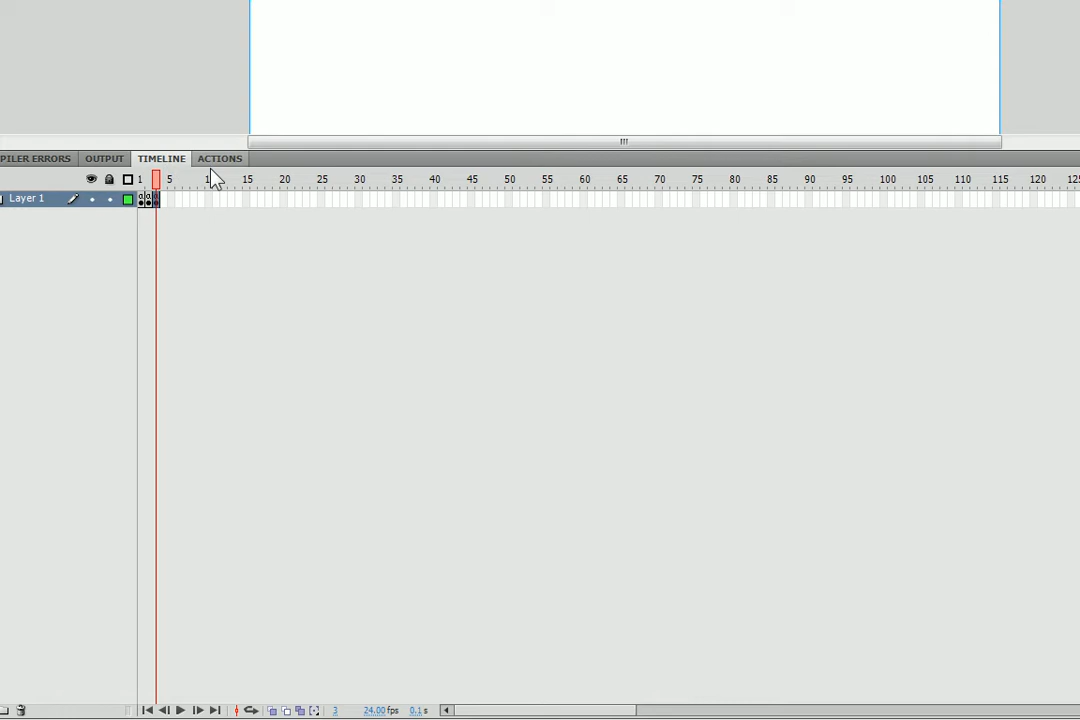 PILER ERRORS OUTPUT TIMELINE ACTIONS
1 5 15 20 25 30 35 40 45 50 55 60 65 70 75 80 85 90 95 100 105 110 115 120 125
Layer 1
3 24.00 fps 0.1 s